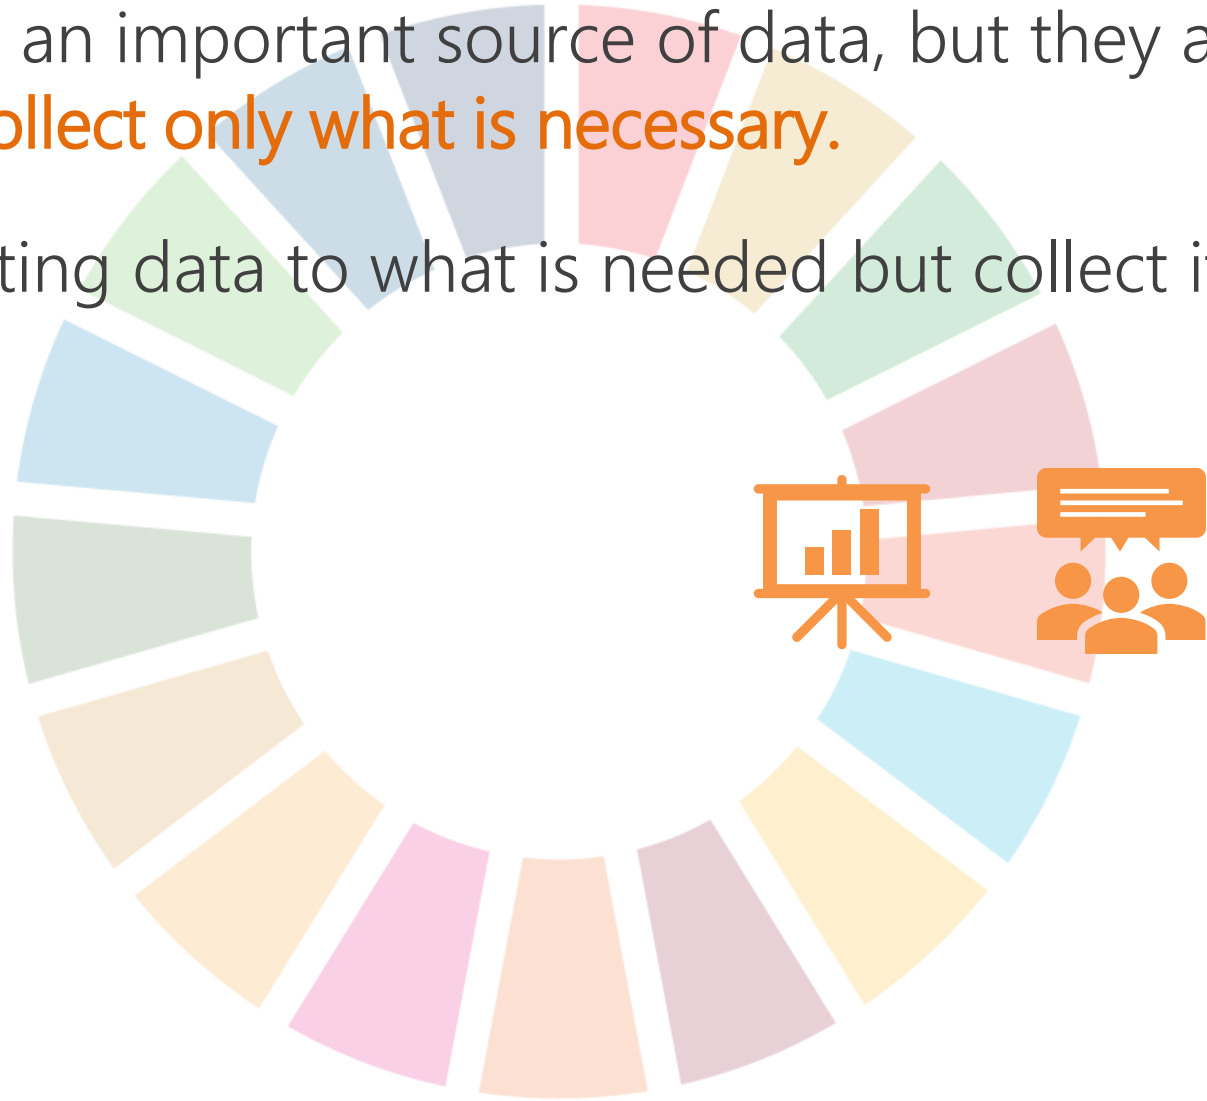 an important source of data, but they a
ollect only what is necessary.
ting data to what is needed but collect it